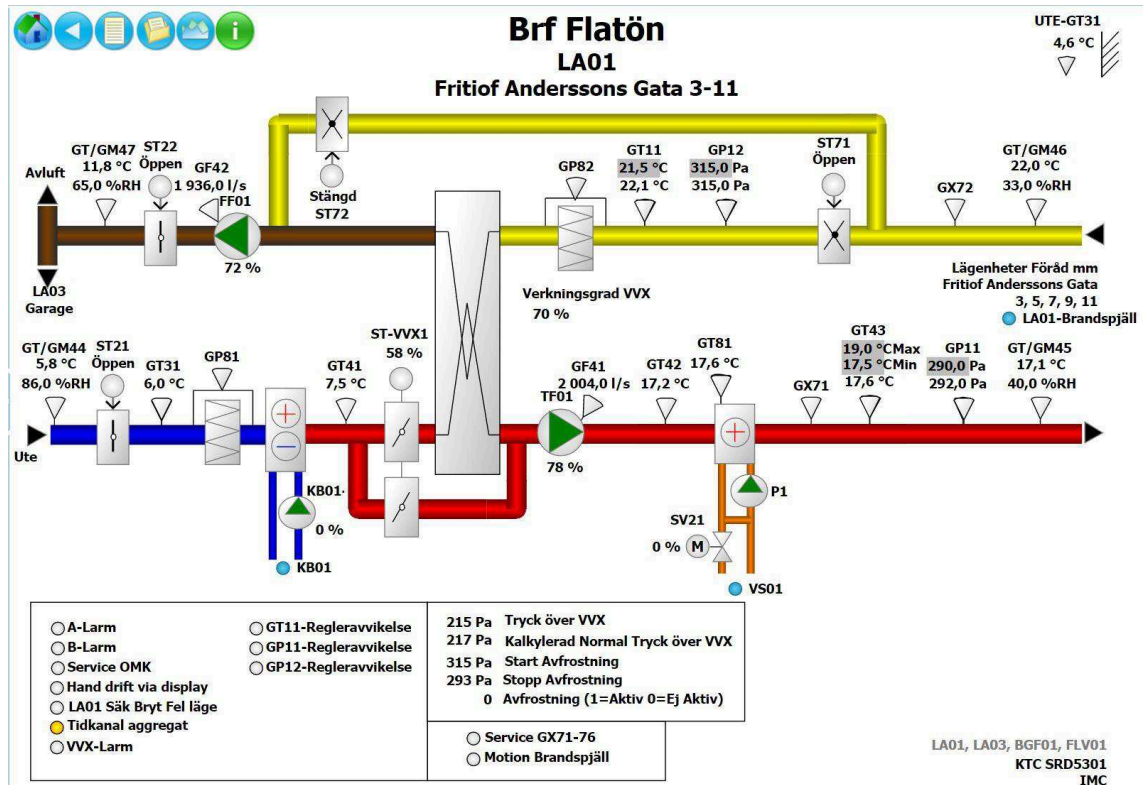 i
Brf Flatön
LA01
Fritiof Anderssons Gata 3-11
UTE-GT31
4,6 °C
GT/GM47
11,8 °C
65,0 %RH
Avluft
ST22
Öppen
GF42
1 936,0 l/s
FF01
72 %
Stängd
ST72
GP82
GT11
21,5 °C
22,1 °C
GP12
315,0 Pa
315,0 Pa
ST71
Öppen
GX72
GT/GM46
22,0 °C
33,0 %RH
LA03
Garage
Verkningsgrad VVX
70 %
Lägenheter Föråd mm
Fritiof Anderssons Gata
3, 5, 7, 9, 11
LA01-Brandspjäll
GT/GM44
5,8 °C
86,0 %RH
Ute
ST21
Öppen
GT31
6,0 °C
GP81
GT41
7,5 °C
ST-VVX1
58 %
GF41
2 004,0 l/s
TF01
78 %
GT42
17,2 °C
GT81
17,6 °C
GX71
GT43
19,0 °CMax
17,5 °CMin
17,6 °C
GP11
290,0 Pa
292,0 Pa
GT/GM45
17,1 °C
40,0 %RH
KB01
0 %
KB01
P1
SV21
0 % M
VS01
A-Larm
B-Larm
Service OMK
Hand drift via display
LA01 Säk Bryt Fel läge
Tidkanal aggregat
VVX-Larm
GT11-Regleravvikelse
GP11-Regleravvikelse
GP12-Regleravvikelse
215 Pa Tryck över VVX
217 Pa Kalkylerad Normal Tryck över VVX
315 Pa Start Avfrostning
293 Pa Stopp Avfrostning
0 Avfrostning (1=Aktiv 0=Ej Aktiv)
Service GX71-76
Motion Brandspjäll
LA01, LA03, BGF01, FLV01
KTC SRD5301
IMC